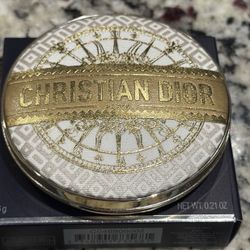 CHRISTIAN DIOR
g NET WT. 0.21 OZ